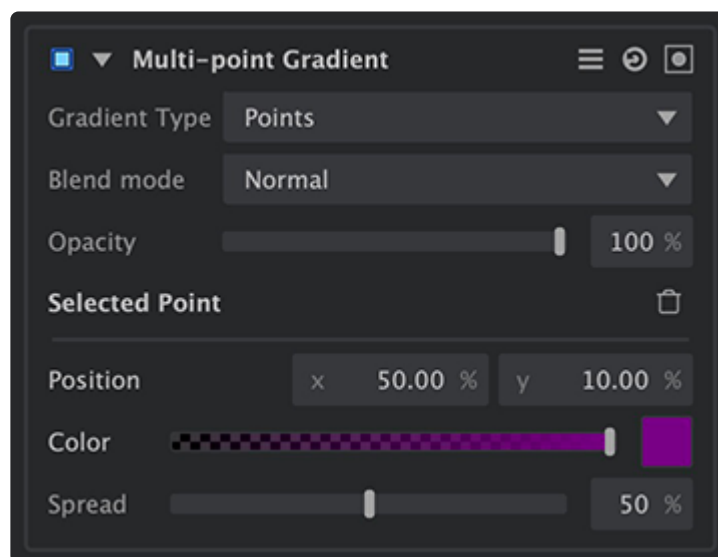 Multi-point Gradient
Gradient Type Points
Blend mode Normal
Opacity 100 %
Selected Point
Position x 50.00 % y 10.00 %
Color
Spread 50 %